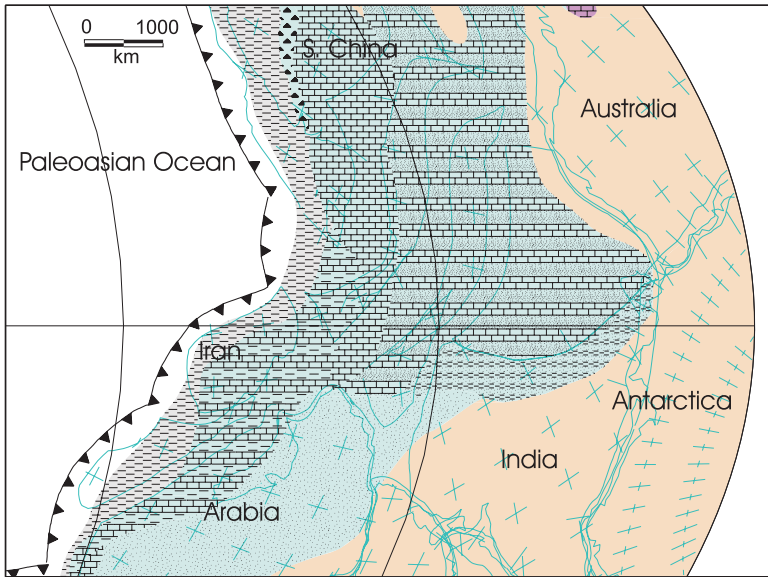 0 1000
km
S. China
Australia
Paleoasian Ocean
Iran
Antarctica
India
Arabia